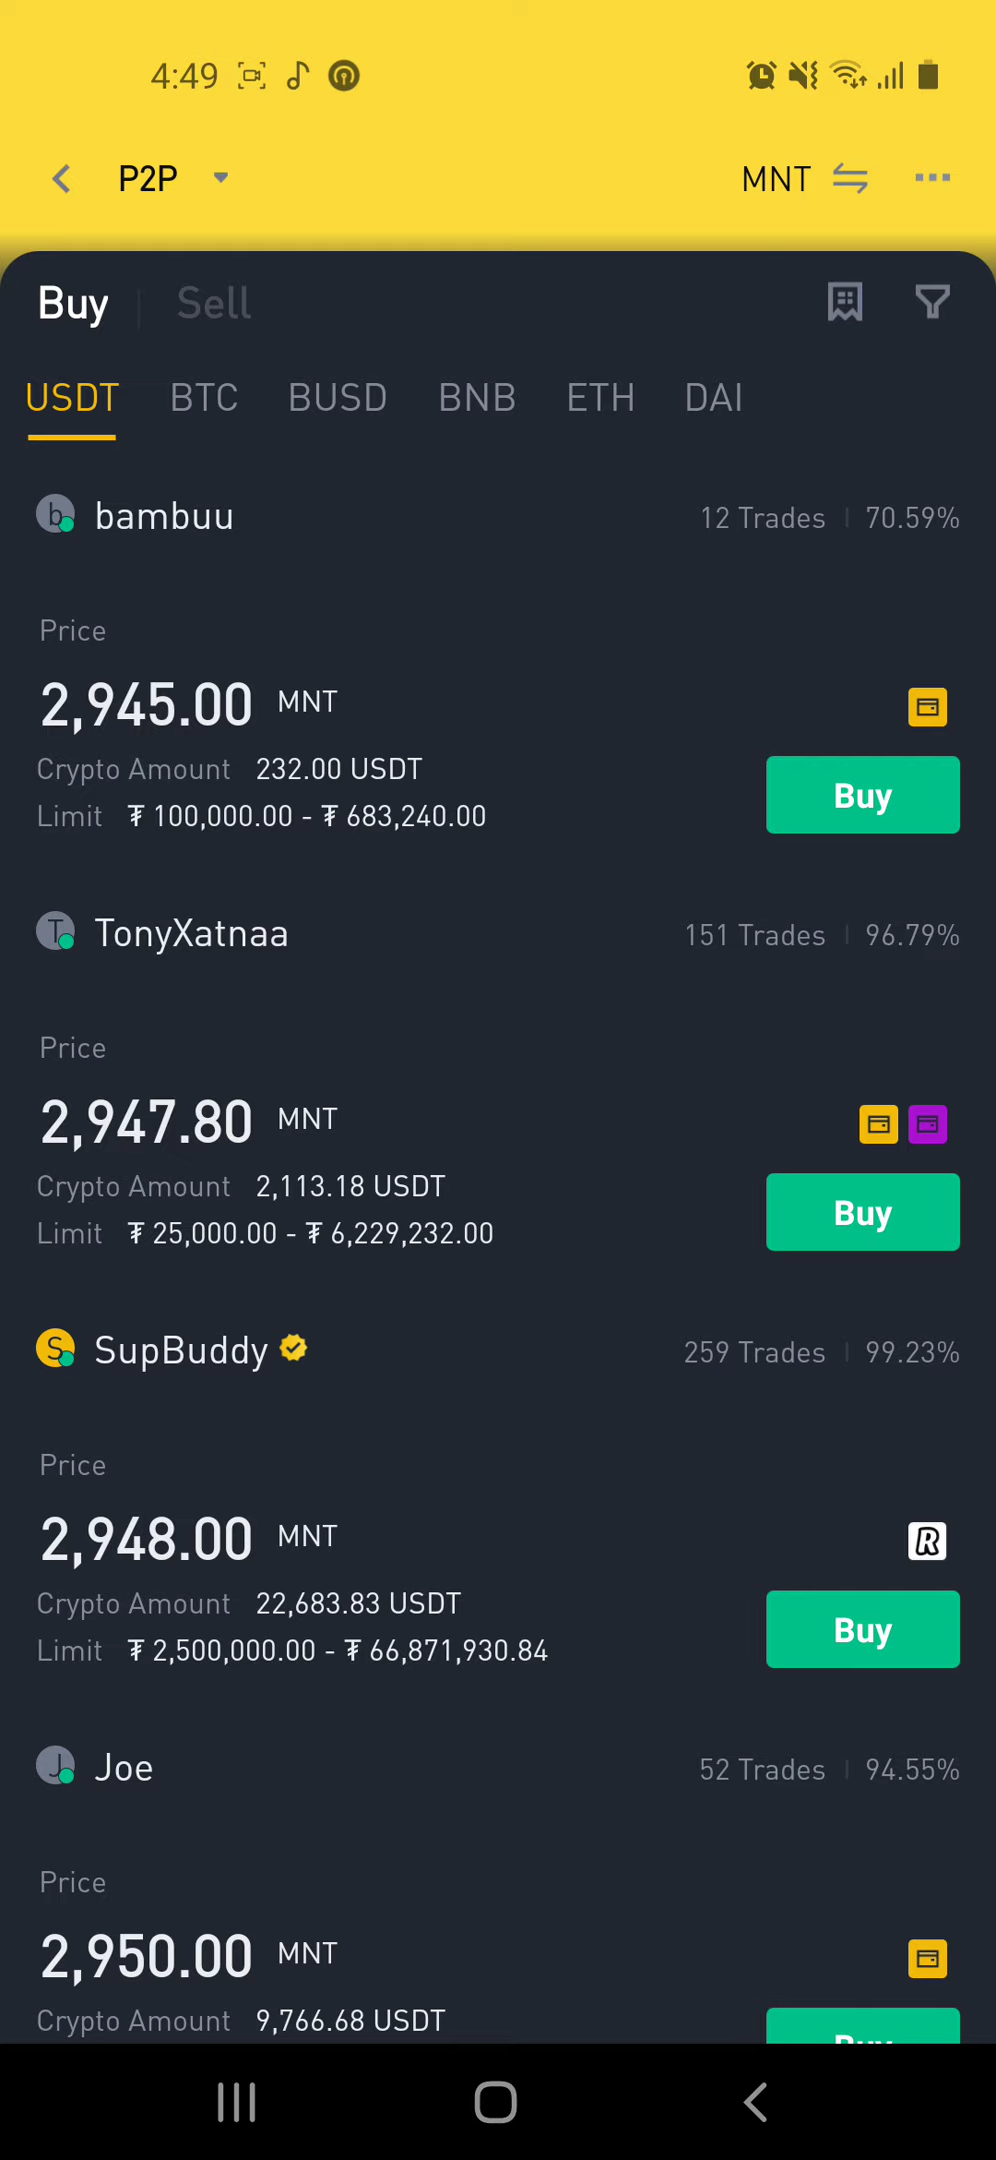 4:49
P2P MNT
Buy Sell
USDT BTC BUSD BNB ETH DAI
b bambuu 12 Trades 70.59%
Price
2,945.00 MNT
Crypto Amount 232.00 USDT
Limit ₮ 100,000.00 - ₮ 683,240.00
Buy
T TonyXatnaa 151 Trades 96.79%
Price
2,947.80 MNT
Crypto Amount 2,113.18 USDT
Limit ₮ 25,000.00 - ₮ 6,229,232.00
Buy
S SupBuddy 259 Trades 99.23%
Price
2,948.00 MNT
R
Crypto Amount 22,683.83 USDT
Limit ₮ 2,500,000.00 - ₮ 66,871,930.84
Buy
J Joe 52 Trades 94.55%
Price
2,950.00 MNT
Crypto Amount 9,766.68 USDT
Buy